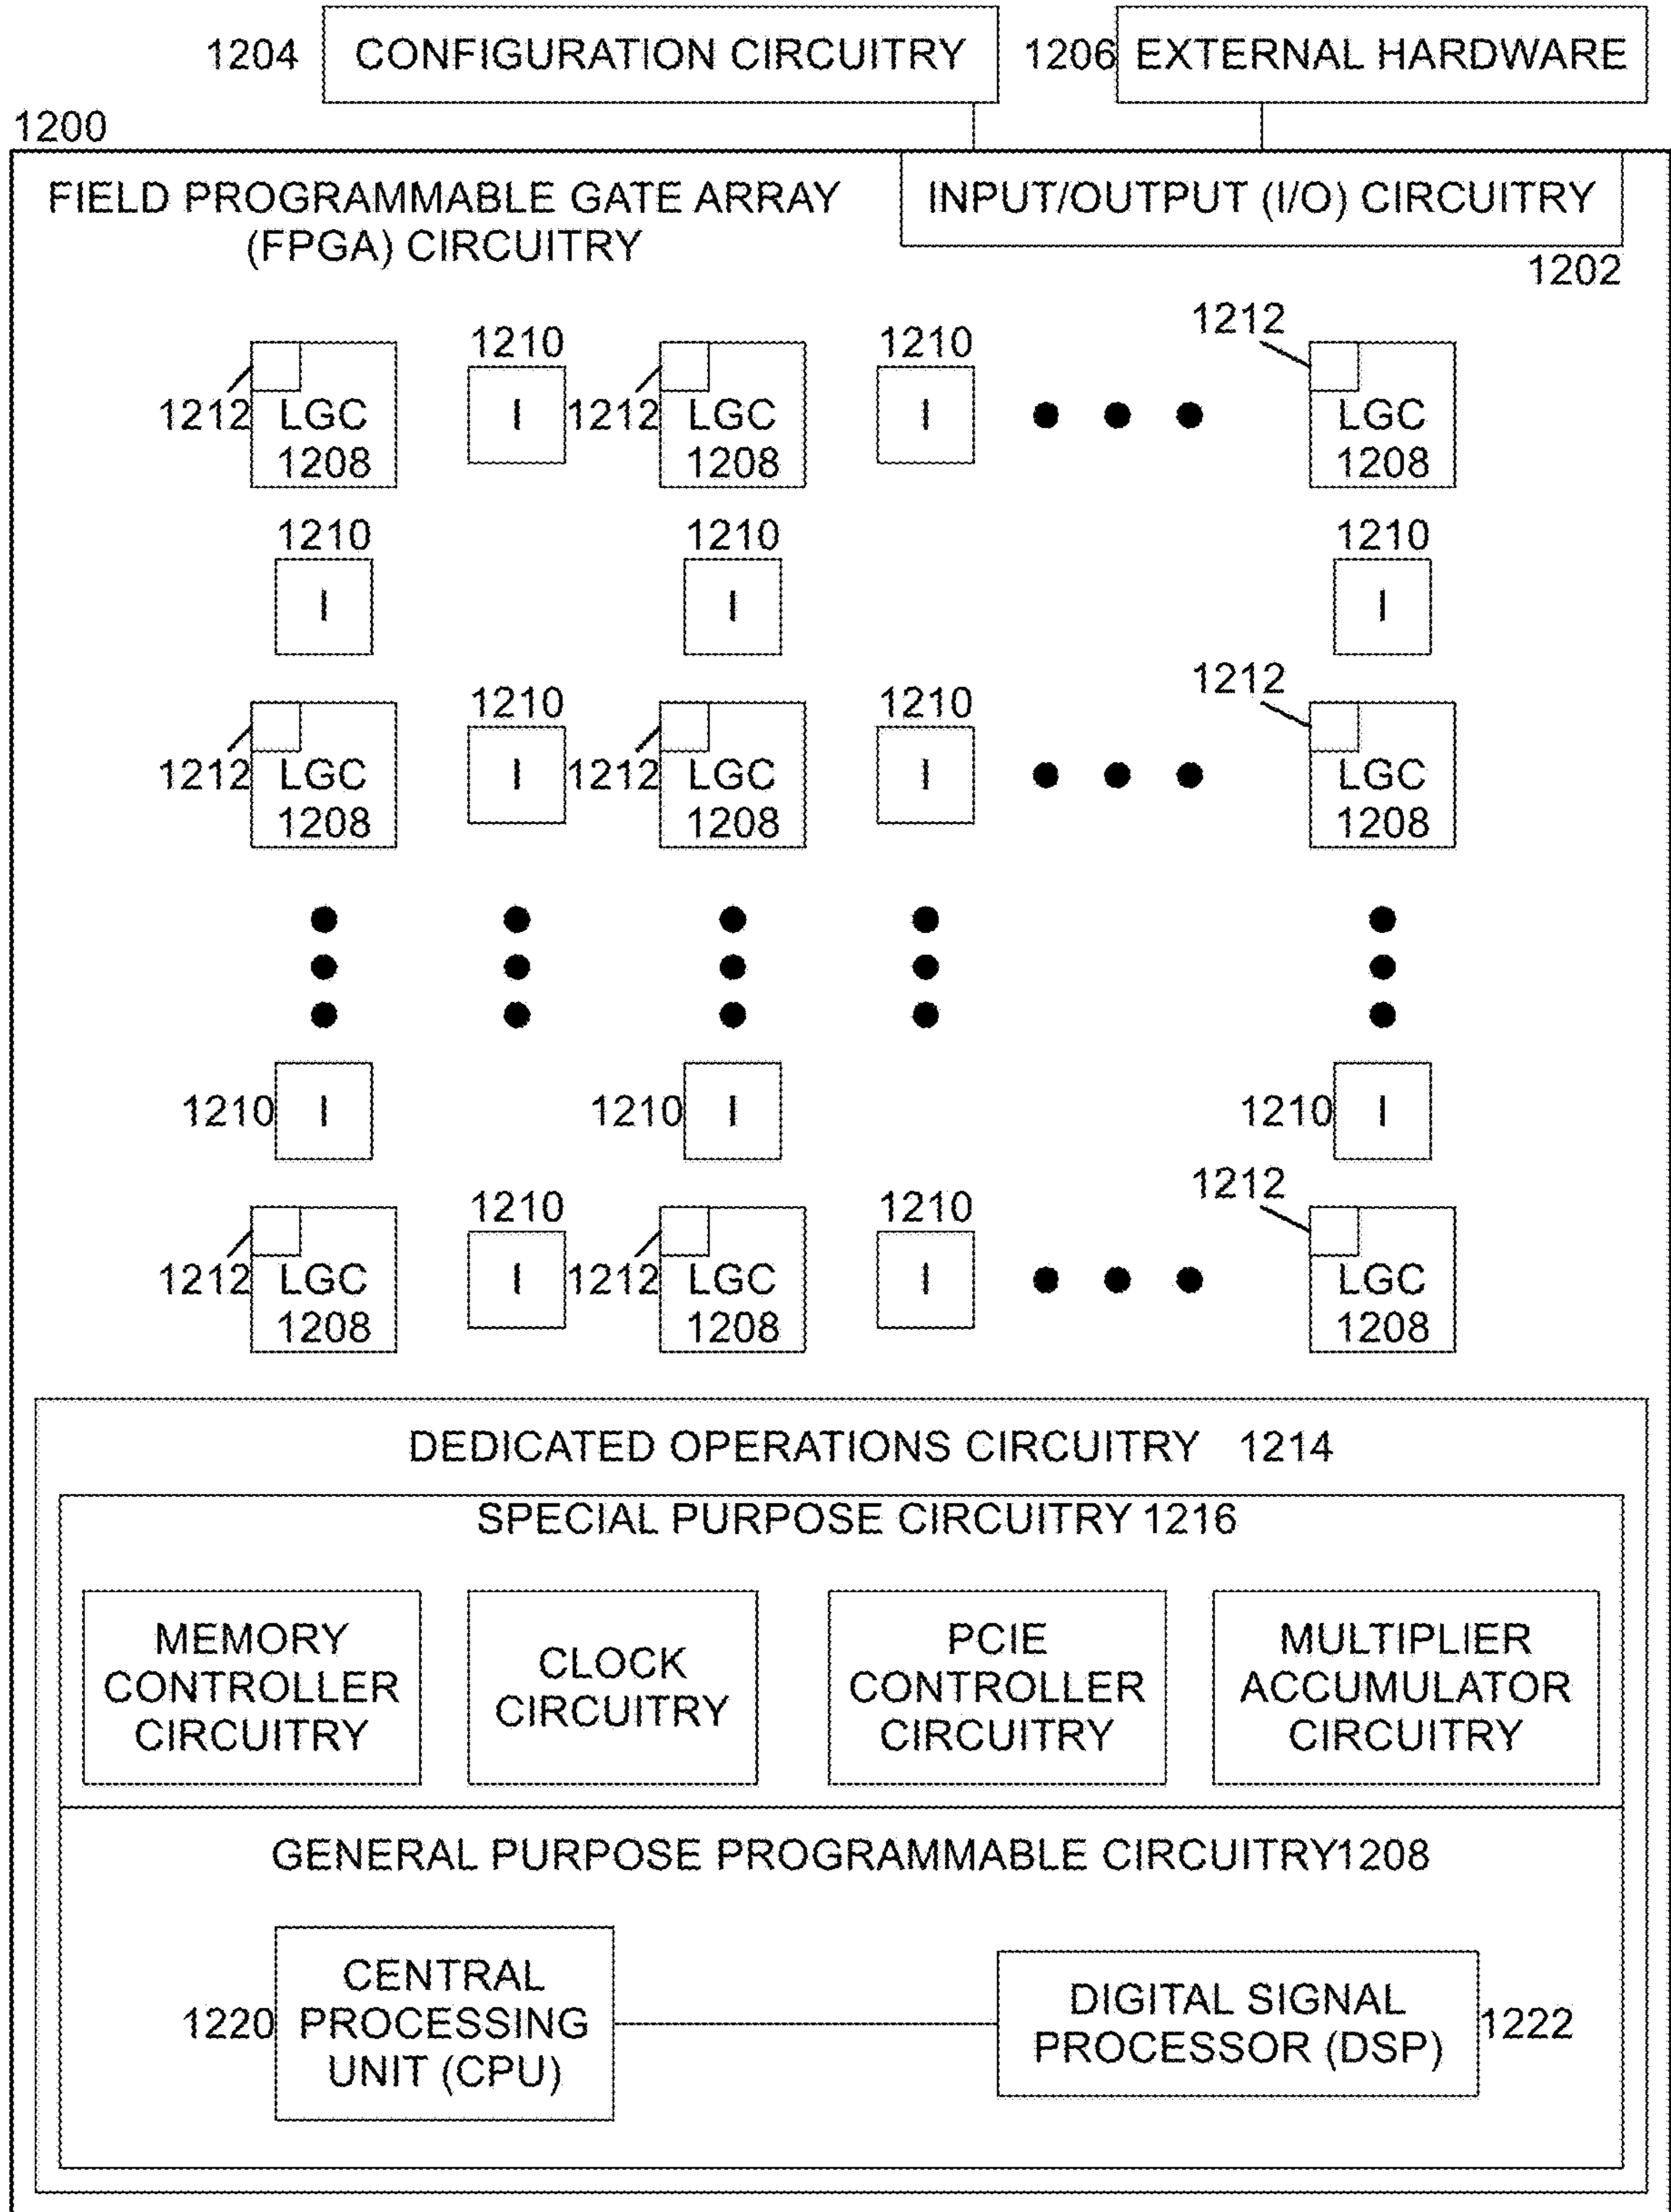 1204 CONFIGURATION CIRCUITRY 1206 EXTERNAL HARDWARE
1200
FIELD PROGRAMMABLE GATE ARRAY
(FPGA) CIRCUITRY
INPUT/OUTPUT (I/O) CIRCUITRY
1202
1210 1210 1212
1212 LGC I 1212 LGC I LGC
1208 1208 1208
1210 1210 1210
I I I
1210 1210 1212
1212 LGC I 1212 LGC I LGC
1208 1208 1208
1210 I 1210 I 1210 I
1210 1210 1212
1212 LGC I 1212 LGC I LGC
1208 1208 1208
DEDICATED OPERATIONS CIRCUITRY 1214
SPECIAL PURPOSE CIRCUITRY 1216
MEMORY
CONTROLLER
CIRCUITRY
CLOCK
CIRCUITRY
PCIE
CONTROLLER
CIRCUITRY
MULTIPLIER
ACCUMULATOR
CIRCUITRY
GENERAL PURPOSE PROGRAMMABLE CIRCUITRY1208
1220
CENTRAL
PROCESSING
UNIT (CPU)
DIGITAL SIGNAL
PROCESSOR (DSP)
1222